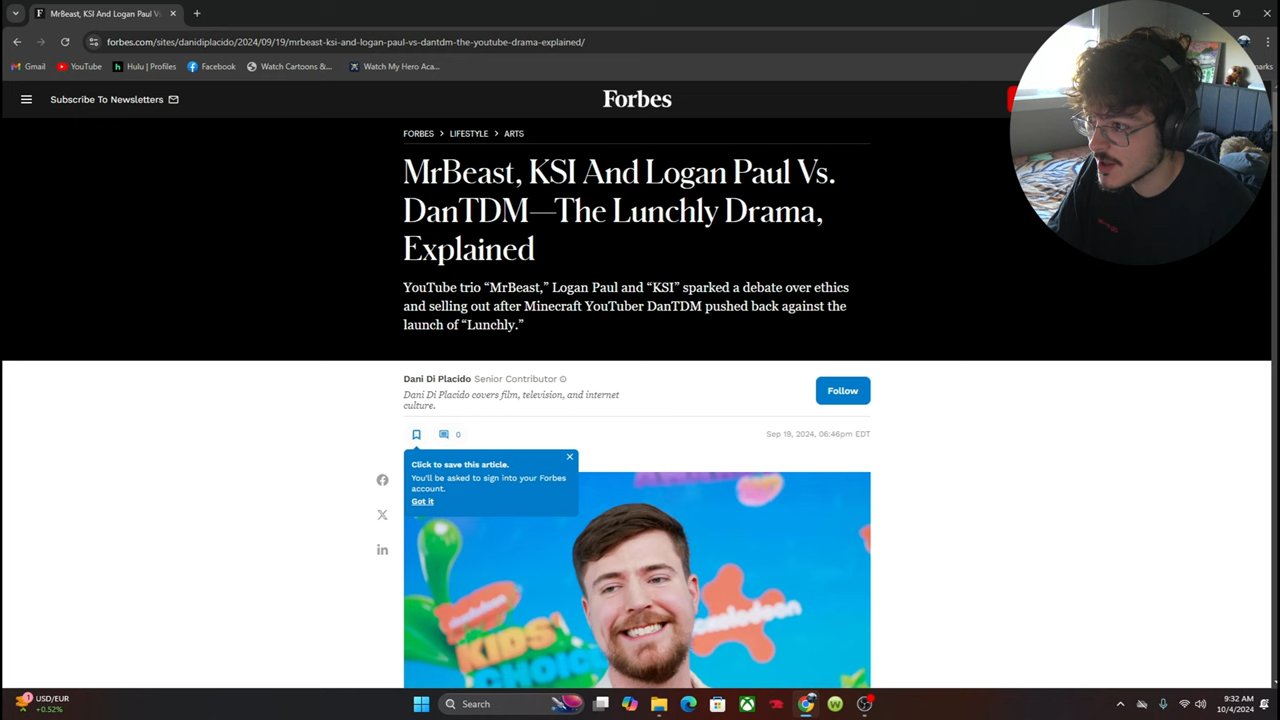 MrBeast, KSI And Logan Paul Vs.
forbes.com/sites/danidiplacido/2024/09/19/mrbeast-ksi-and-logan-paul-vs-dantdm-the-youtube-drama-explained/
Gmail YouTube Hulu | Profiles Facebook Watch Cartoons &... Watch My Hero Aca...
Subscribe To Newsletters
Forbes
FORBES > LIFESTYLE > ARTS
MrBeast, KSI And Logan Paul Vs.
DanTDM—The Lunchly Drama,
Explained
YouTube trio “MrBeast,” Logan Paul and “KSI” sparked a debate over ethics
and selling out after Minecraft YouTuber DanTDM pushed back against the
launch of “Lunchly.”
Dani Di Placido Senior Contributor
Dani Di Placido covers film, television, and internet
culture.
Follow
0
Sep 19, 2024, 06:46pm EDT
Click to save this article.
You'll be asked to sign into your Forbes
account.
Got it
Nickelodeon
KIDS'
CHOICE
nickelodeon
USD/EUR
+0.52%
Search
9:32 AM
10/4/2024